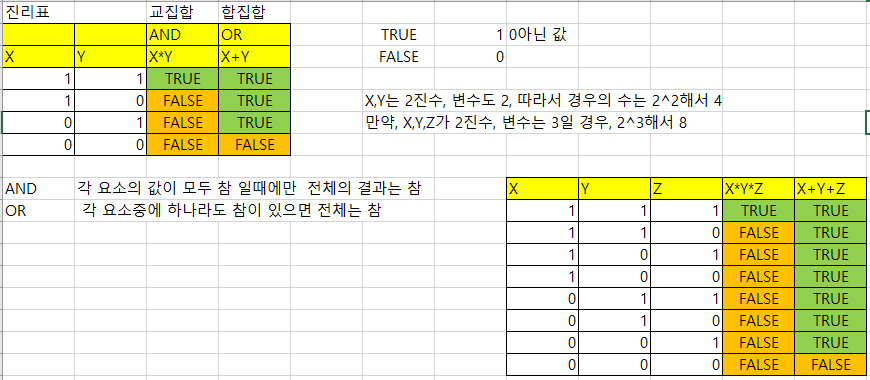 진리표 교집합 합집합
AND OR
X Y X*Y X+Y
1 1 TRUE TRUE
1 0 FALSE TRUE
0 1 FALSE TRUE
0 0 FALSE FALSE
TRUE 1 0아닌 값
FALSE 0
X,Y는 2진수, 변수도 2, 따라서 경우의 수는 2^2해서 4
만약, X,Y,Z가 2진수, 변수는 3일 경우, 2^3해서 8
AND 각 요소의 값이 모두 참 일때에만 전체의 결과는 참
OR 각 요소중에 하나라도 참이 있으면 전체는 참
X Y Z X*Y*Z X+Y+Z
1 1 1 TRUE TRUE
1 1 0 FALSE TRUE
1 0 1 FALSE TRUE
1 0 0 FALSE TRUE
0 1 1 FALSE TRUE
0 1 0 FALSE TRUE
0 0 1 FALSE TRUE
0 0 0 FALSE FALSE